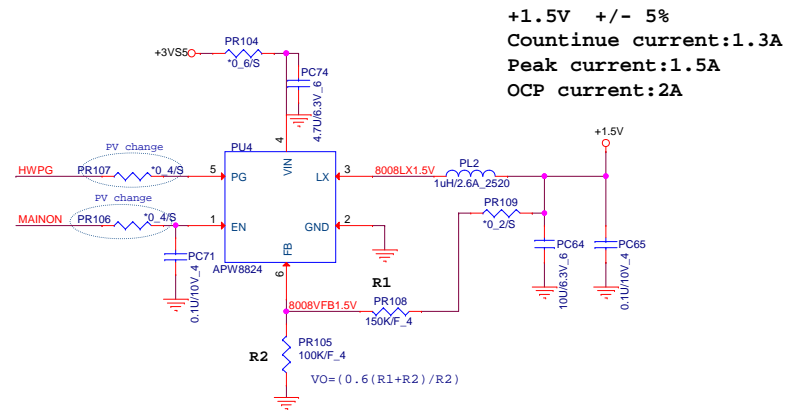 +1.5V +/- 5%
Countinue current:1.3A
Peak current:1.5A
OCP current:2A
PR104
+3VS5
*0_6/S
PC74
4.7U/6.3V_6
+1.5V
PU4
4
VIN
PV change
HWPG
PR107
*0_4/S
5
PG
LX
3
8008LX1.5V
PL2
1uH/2.6A_2520
PV change
MAINON
PR106
*0_4/S
1
EN
GND
2
PR109
*0_2/S
PC71
0.1U/10V_4
FB
APW8824
6
PC64
10U/6.3V_6
PC65
0.1U/10V_4
R1
8008VFB1.5V
PR108
150K/F_4
R2
PR105
100K/F_4
VO=(0.6(R1+R2)/R2)